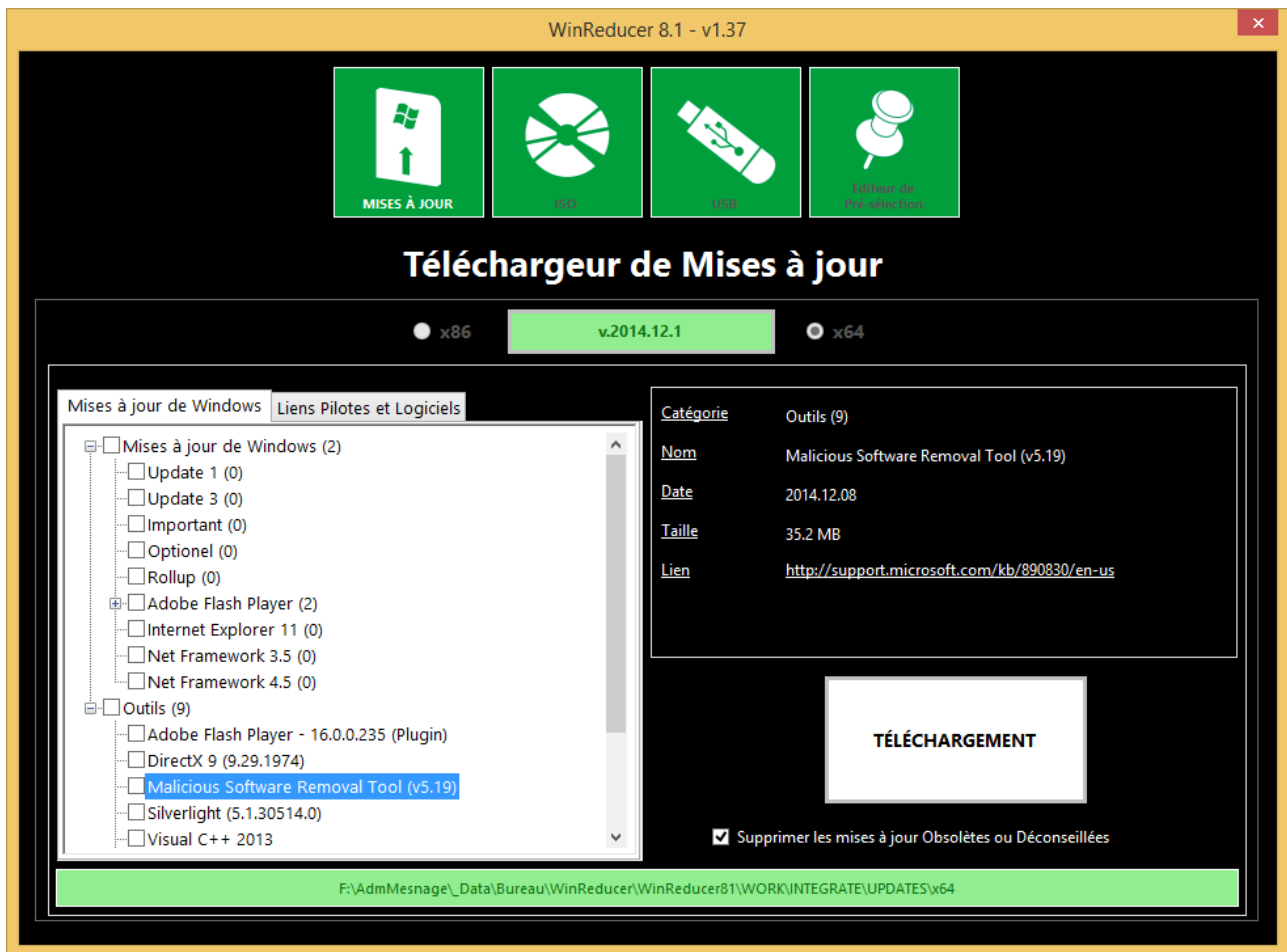 WinReducer 8.1 - v1.37
MISES À JOUR
ISO
USB
Editeur de
Pré-sélection
Téléchargeur de Mises à jour
x86
v.2014.12.1
x64
Mises à jour de Windows
Liens Pilotes et Logiciels
Mises à jour de Windows (2)
Update 1 (0)
Update 3 (0)
Important (0)
Optionel (0)
Rollup (0)
Adobe Flash Player (2)
Internet Explorer 11 (0)
Net Framework 3.5 (0)
Net Framework 4.5 (0)
Outils (9)
Adobe Flash Player - 16.0.0.235 (Plugin)
DirectX 9 (9.29.1974)
Malicious Software Removal Tool (v5.19)
Silverlight (5.1.30514.0)
Visual C++ 2013
Catégorie Outils (9)
Nom Malicious Software Removal Tool (v5.19)
Date 2014.12.08
Taille 35.2 MB
Lien http://support.microsoft.com/kb/890830/en-us
TÉLÉCHARGEMENT
Supprimer les mises à jour Obsolètes ou Déconseillées
F:\AdmMesnage\_Data\Bureau\WinReducer\WinReducer81\WORK\INTEGRATE\UPDATES\x64